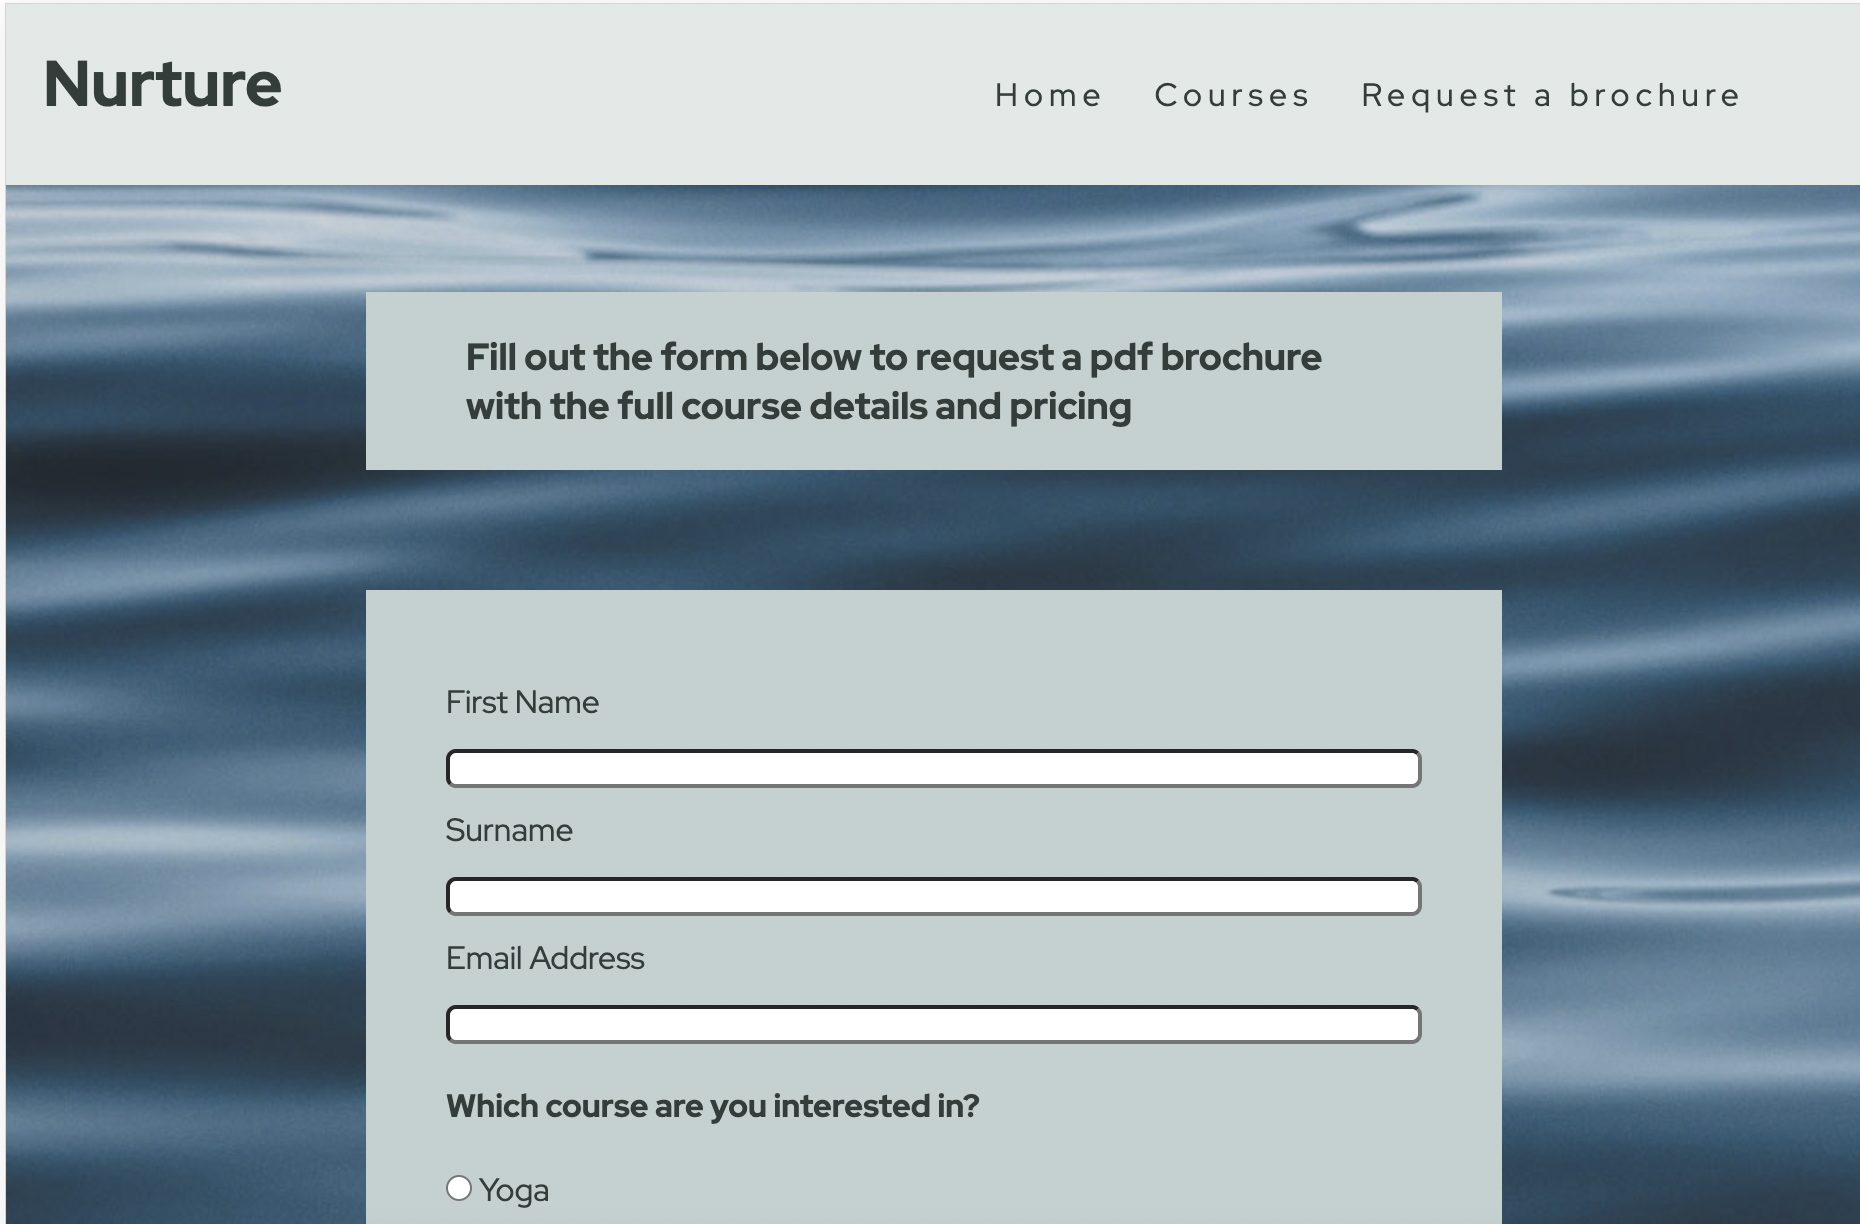 Nurture
Home Courses Request a brochure
Fill out the form below to request a pdf brochure
with the full course details and pricing
First Name
Surname
Email Address
Which course are you interested in?
Yoga